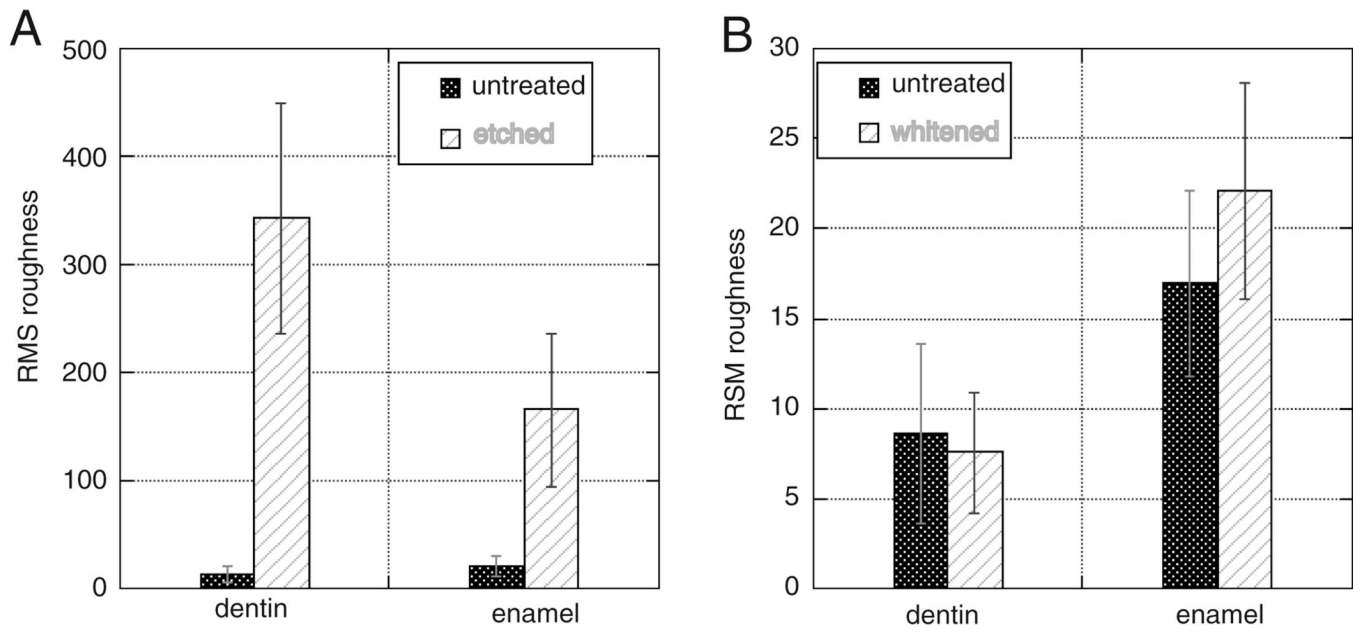 A
500
400
300
200
100
0
RMS roughness
untreated
etched
dentin
enamel
B
30
25
20
15
10
5
0
RSM roughness
untreated
whitened
dentin
enamel